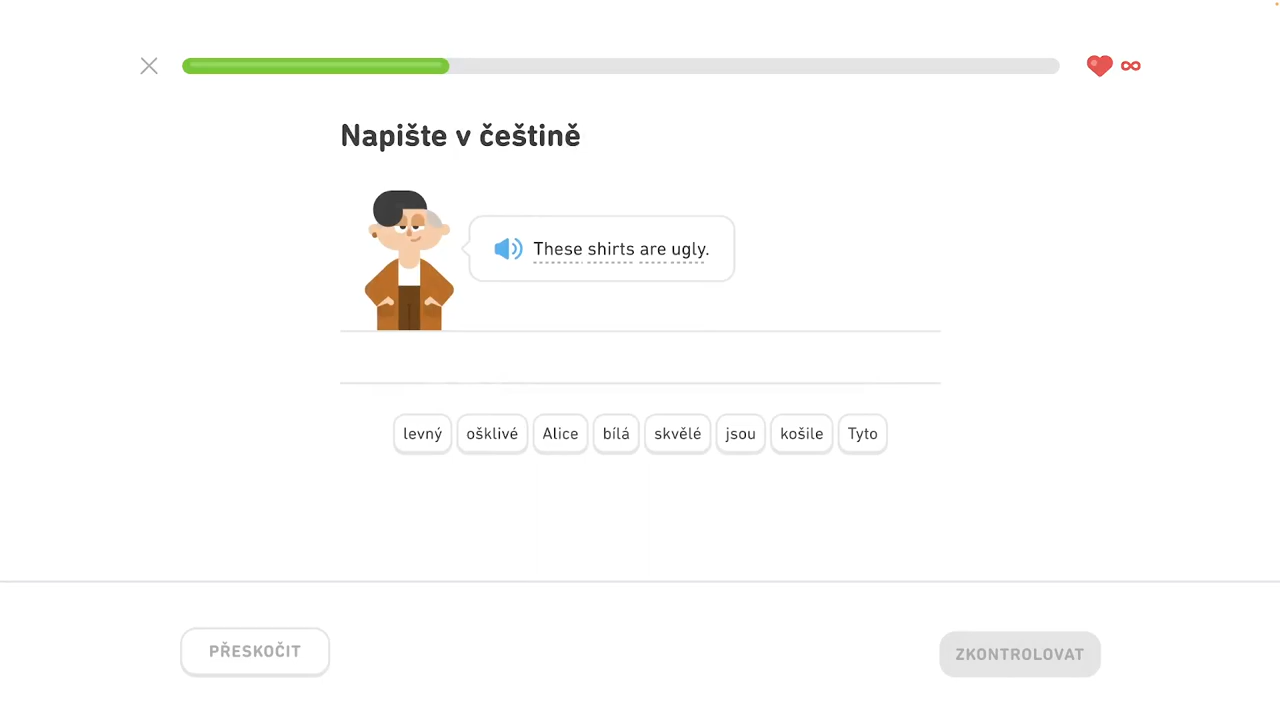 Napište v češtině
These shirts are ugly.
levný ošklivé Alice bílá skvělé jsou košile Tyto
PŘESKOČIT ZKONTROLOVAT